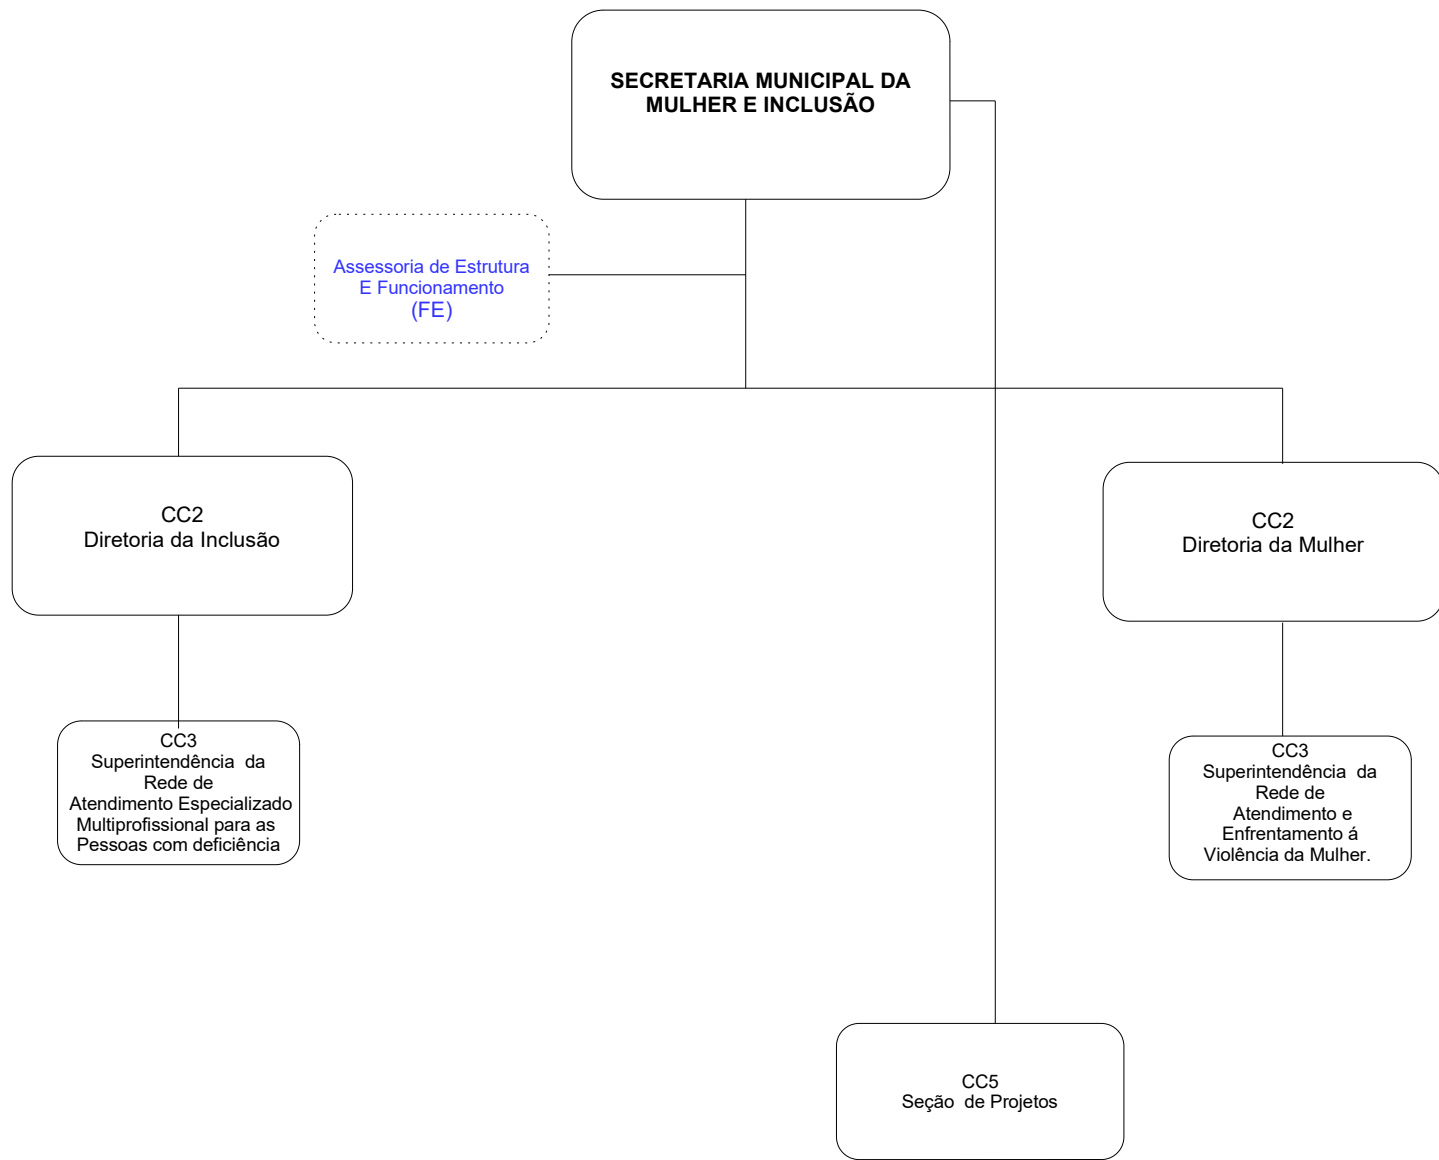 SECRETARIA MUNICIPAL DA
MULHER E INCLUSÃO
Assessoria de Estrutura
E Funcionamento
(FE)
CC2
Diretoria da Inclusão
CC2
Diretoria da Mulher
CC3
Superintendência da
Rede de
Atendimento Especializado
Multiprofissional para as
Pessoas com deficiência
CC3
Superintendência da
Rede de
Atendimento e
Enfrentamento á
Violência da Mulher.
CC5
Seção de Projetos